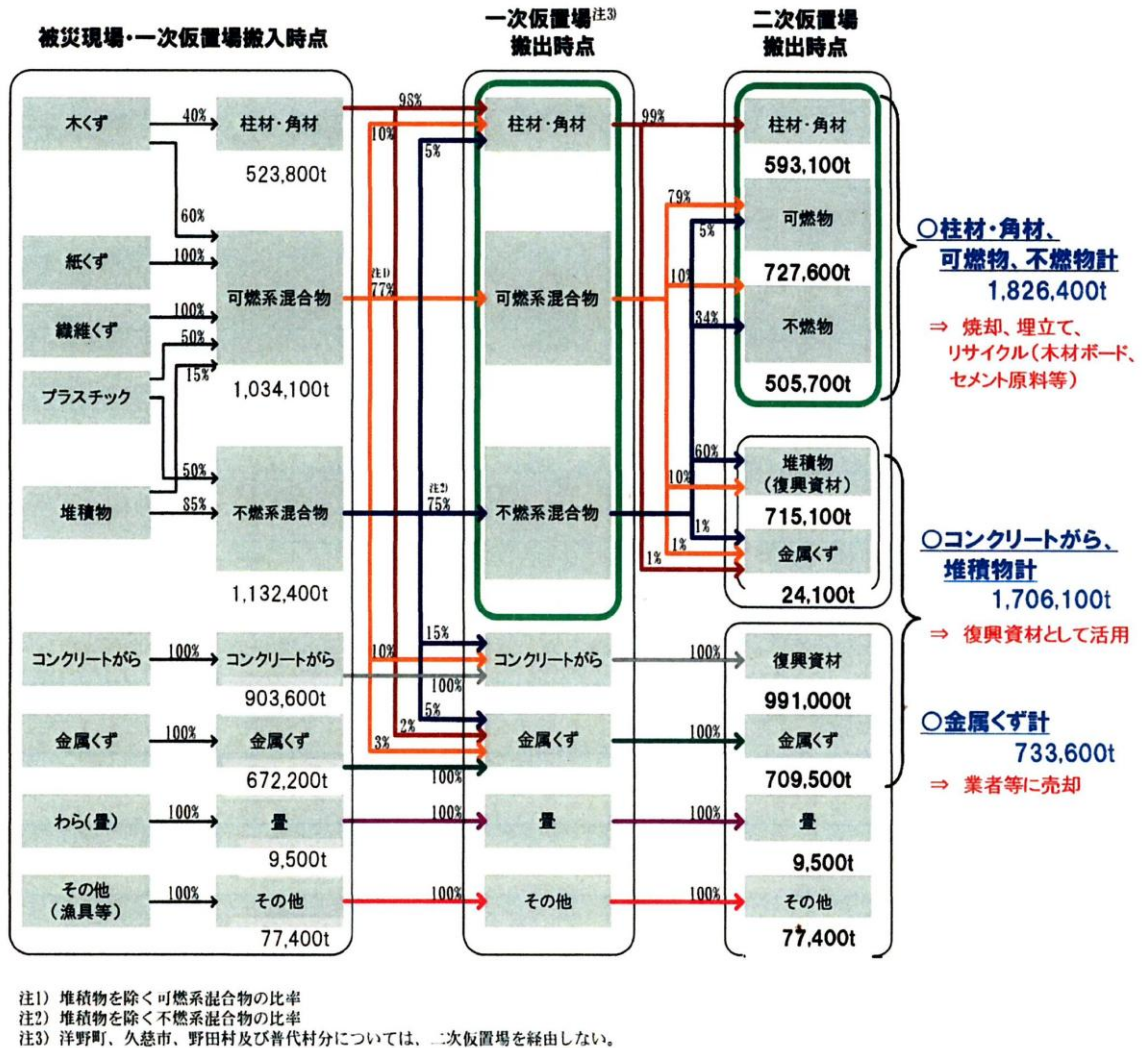 被災現場・一次仮置場搬入時点
一次仮置場注3)
搬出時点
二次仮置場
搬出時点
木くず
40%
柱材・角材
523,800t
60%
紙くず
100%
繊維くず
100%
プラスチック
50%
15%
可燃系混合物
1,034,100t
堆積物
50%
85%
不燃系混合物
1,132,400t
コンクリートがら
100%
コンクリートがら
903,600t
金属くず
100%
金属くず
672,200t
わら(畳)
100%
畳
9,500t
その他
(漁具等)
100%
その他
77,400t
98%
10%
5%
注1)
77%
注2)
75%
15%
10%
100%
5%
2%
3%
100%
100%
100%
柱材・角材
可燃系混合物
不燃系混合物
コンクリートがら
金属くず
畳
その他
99%
79%
5%
10%
34%
60%
10%
1%
1%
1%
100%
100%
100%
100%
柱材・角材
593,100t
可燃物
727,600t
不燃物
505,700t
堆積物
(復興資材)
715,100t
金属くず
24,100t
復興資材
991,000t
金属くず
709,500t
畳
9,500t
その他
77,400t
○柱材・角材、
可燃物、不燃物計
1,826,400t
⇒ 焼却、埋立て、
リサイクル(木材ボード、
セメント原料等)
○コンクリートがら、
堆積物計
1,706,100t
⇒ 復興資材として活用
○金属くず計
733,600t
⇒ 業者等に売却
注1) 堆積物を除く可燃系混合物の比率
注2) 堆積物を除く不燃系混合物の比率
注3) 洋野町、久慈市、野田村及び普代村分については、二次仮置場を経由しない。